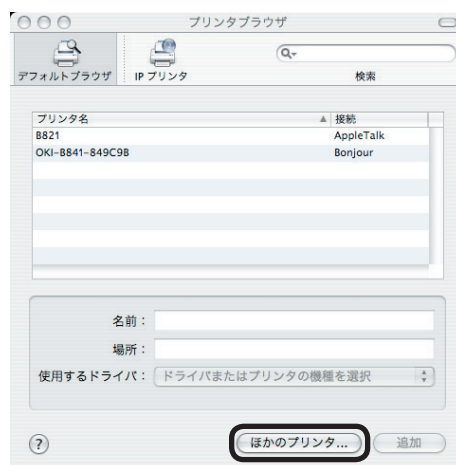 プリンタブラウザ
デフォルトブラウザ IP プリンタ 検索
プリンタ名 接続
B821 AppleTalk
OKI-B841-849C9B Bonjour
名前：
場所：
使用するドライバ： ドライバまたはプリンタの機種を選択
? ほかのプリンタ... 追加